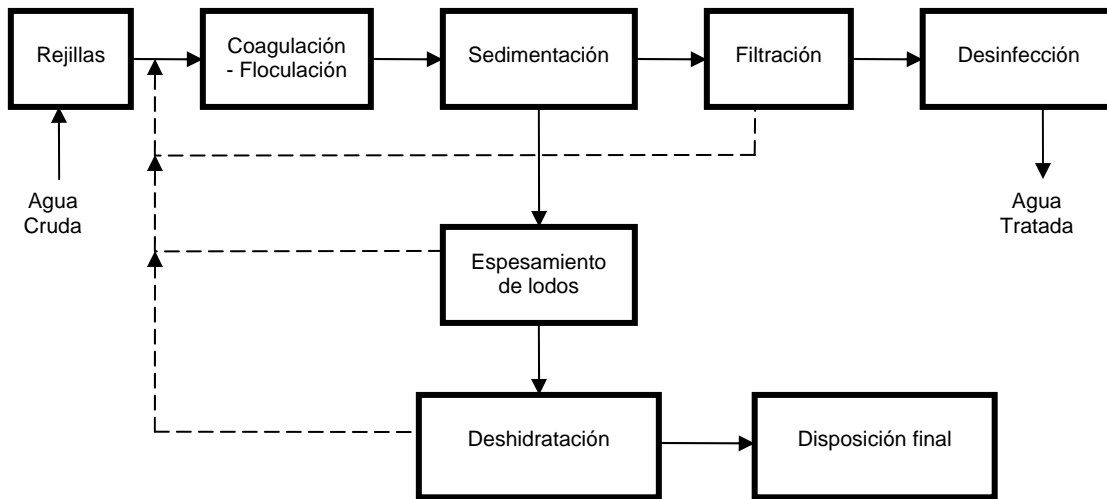 Rejillas
Coagulación
- Floculación
Sedimentación
Filtración
Desinfección
Agua
Cruda
Agua
Tratada
Espesamiento
de lodos
Deshidratación
Disposición final